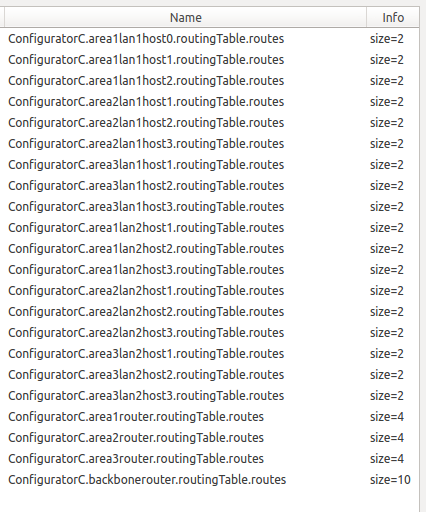 Name Info
ConfiguratorC.area1lan1host0.routingTable.routes size=2
ConfiguratorC.area1lan1host1.routingTable.routes size=2
ConfiguratorC.area1lan1host2.routingTable.routes size=2
ConfiguratorC.area2lan1host1.routingTable.routes size=2
ConfiguratorC.area2lan1host2.routingTable.routes size=2
ConfiguratorC.area2lan1host3.routingTable.routes size=2
ConfiguratorC.area3lan1host1.routingTable.routes size=2
ConfiguratorC.area3lan1host2.routingTable.routes size=2
ConfiguratorC.area3lan1host3.routingTable.routes size=2
ConfiguratorC.area1lan2host1.routingTable.routes size=2
ConfiguratorC.area1lan2host2.routingTable.routes size=2
ConfiguratorC.area1lan2host3.routingTable.routes size=2
ConfiguratorC.area2lan2host1.routingTable.routes size=2
ConfiguratorC.area2lan2host2.routingTable.routes size=2
ConfiguratorC.area2lan2host3.routingTable.routes size=2
ConfiguratorC.area3lan2host1.routingTable.routes size=2
ConfiguratorC.area3lan2host2.routingTable.routes size=2
ConfiguratorC.area3lan2host3.routingTable.routes size=2
ConfiguratorC.area1router.routingTable.routes size=4
ConfiguratorC.area2router.routingTable.routes size=4
ConfiguratorC.area3router.routingTable.routes size=4
ConfiguratorC.backbonerouter.routingTable.routes size=10